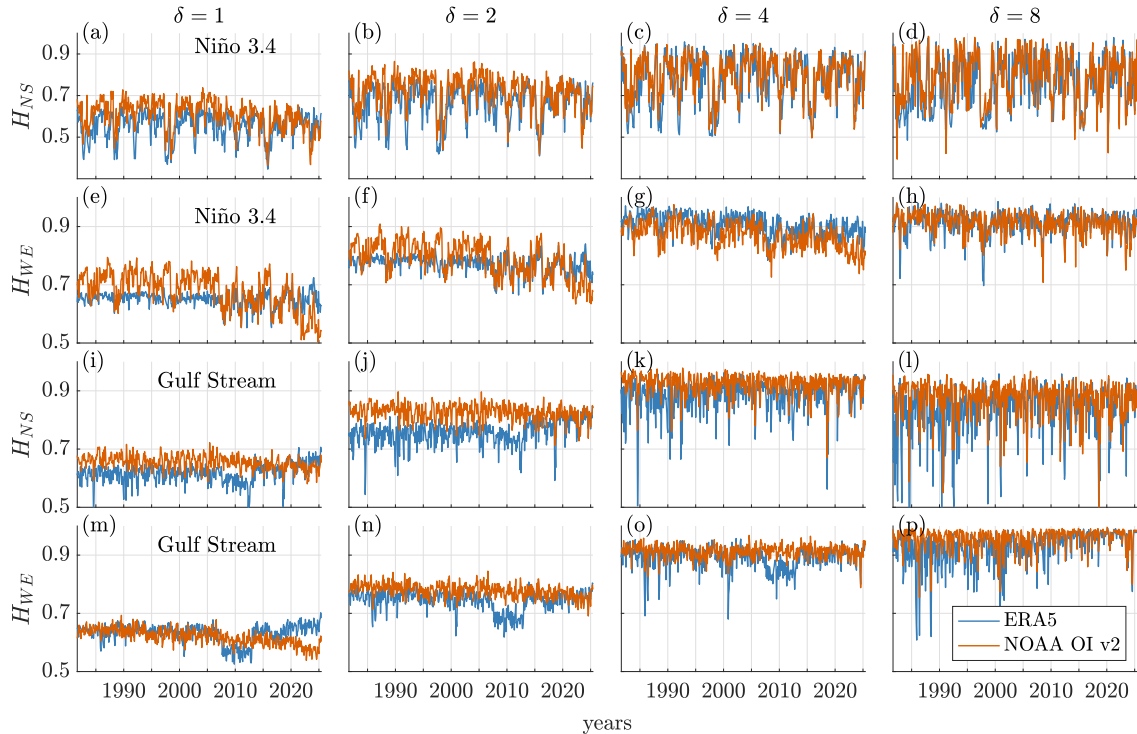 δ = 1 δ = 2 δ = 4 δ = 8
(a) Niño 3.4 (b) (c) (d)
0.9
0.7
0.5
H_NS
(e) Niño 3.4 (f) (g) (h)
0.9
0.7
0.5
H_WE
(i) Gulf Stream (j) (k) (l)
0.9
0.7
0.5
H_NS
(m) Gulf Stream (n) (o) (p)
0.9
0.7
0.5
H_WE
ERA5
NOAA OI v2
1990 2000 2010 2020 1990 2000 2010 2020 1990 2000 2010 2020 1990 2000 2010 2020
years